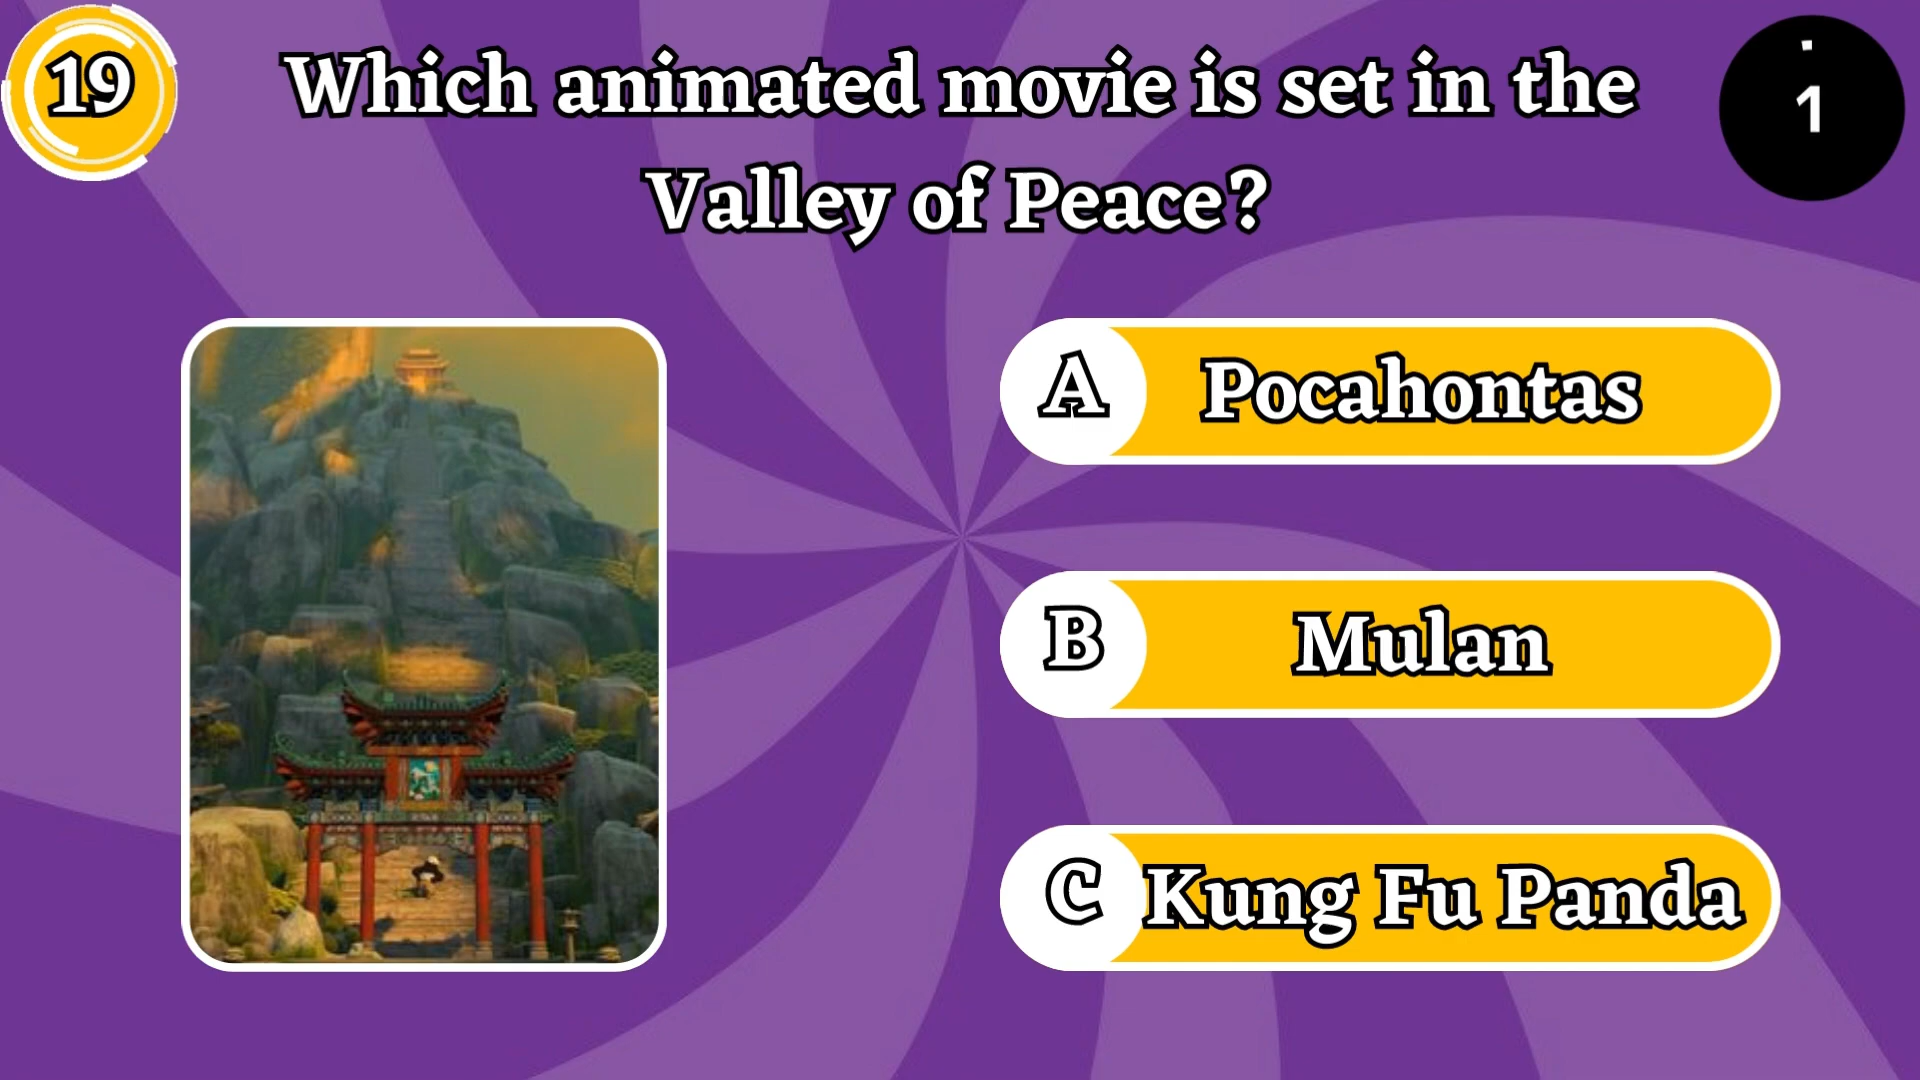 19
Which animated movie is set in the
Valley of Peace?
1
A Pocahontas
B Mulan
C Kung Fu Panda